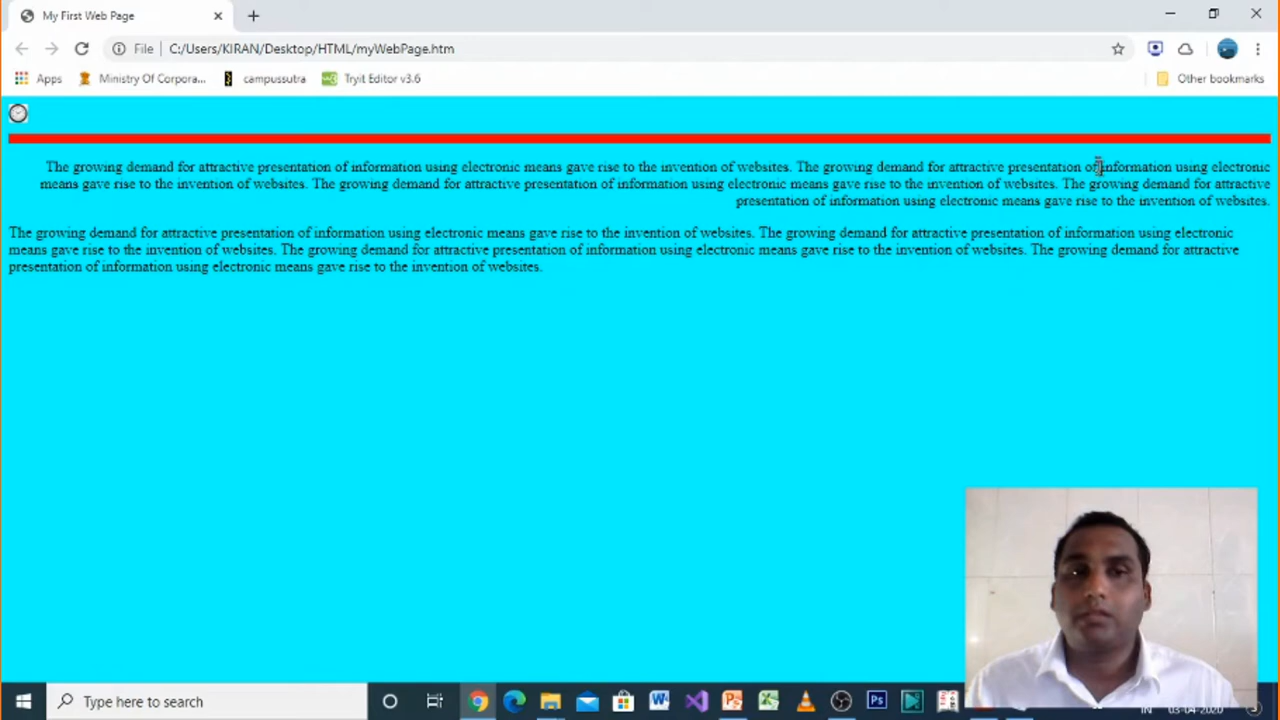 My First Web Page
File C:/Users/KIRAN/Desktop/HTML/myWebPage.htm
Apps Ministry Of Corpora... campussutra Tryit Editor v3.6 Other bookmarks
The growing demand for attractive presentation of information using electronic means gave rise to the invention of websites. The growing demand for attractive presentation of information using electronic
means gave rise to the invention of websites. The growing demand for attractive presentation of information using electronic means gave rise to the invention of websites. The growing demand for attractive
presentation of information using electronic means gave rise to the invention of websites.
The growing demand for attractive presentation of information using electronic means gave rise to the invention of websites. The growing demand for attractive presentation of information using electronic
means gave rise to the invention of websites. The growing demand for attractive presentation of information using electronic means gave rise to the invention of websites. The growing demand for attractive
presentation of information using electronic means gave rise to the invention of websites.
Type here to search
IN 03-04-2020